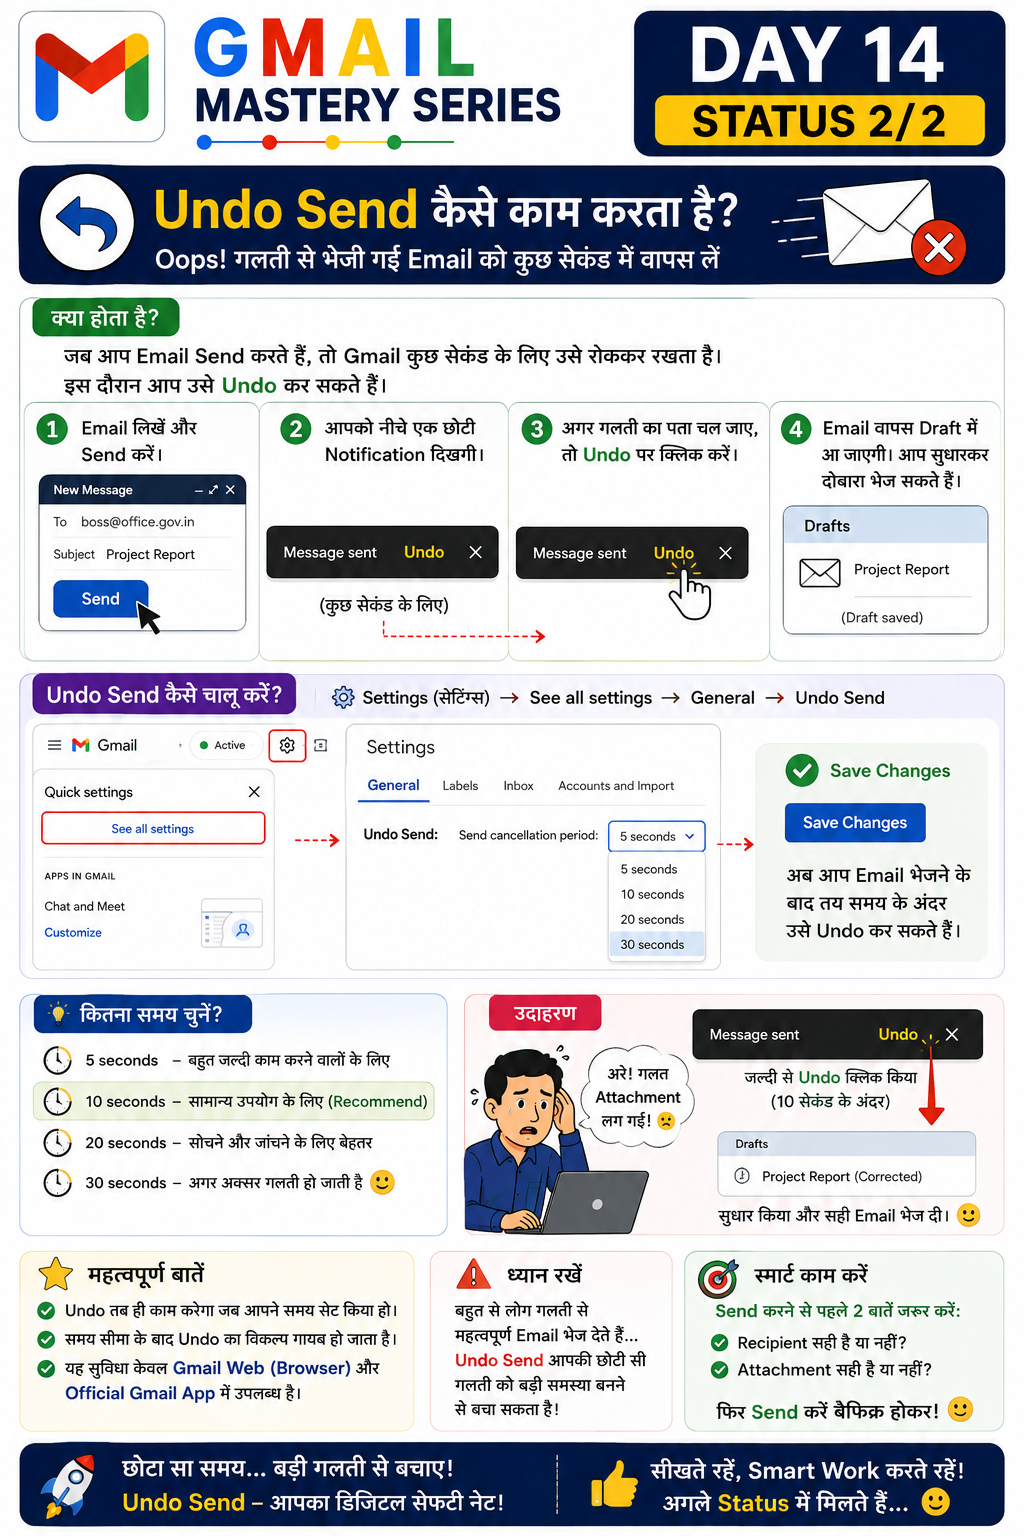 GMAIL
MASTERY SERIES
DAY 14
STATUS 2/2
Undo Send कैसे काम करता है?
Oops! गलती से भेजी गई Email को कुछ सेकंड में वापस लें
क्या होता है?
जब आप Email Send करते हैं, तो Gmail कुछ सेकंड के लिए उसे रोककर रखता है।
इस दौरान आप उसे Undo कर सकते हैं।
1 Email लिखें और
Send करें।
New Message
To boss@office.gov.in
Subject Project Report
Send
2 आपको नीचे एक छोटी
Notification दिखगी।
Message sent Undo
(कुछ सेकंड के लिए)
3 अगर गलती का पता चल जाए,
तो Undo पर क्लिक करें।
Message sent Undo
4 Email वापस Draft में
आ जाएगी। आप सुधारकर
दोबारा भेज सकते हैं।
Drafts
Project Report
(Draft saved)
Undo Send कैसे चालू करें?
Settings (सेटिंग्स) → See all settings → General → Undo Send
Gmail
Active
Quick settings
See all settings
APPS IN GMAIL
Chat and Meet
Customize
Settings
General Labels Inbox Accounts and Import
Undo Send: Send cancellation period: 5 seconds
5 seconds
10 seconds
20 seconds
30 seconds
Save Changes
Save Changes
अब आप Email भेजने के
बाद तय समय के अंदर
उसे Undo कर सकते हैं।
कितना समय चुनें?
5 seconds – बहुत जल्दी काम करने वालों के लिए
10 seconds – सामान्य उपयोग के लिए (Recommend)
20 seconds – सोचने और जांचने के लिए बेहतर
30 seconds – अगर अक्सर गलती हो जाती है 🙂
उदाहरण
अरे! गलत
Attachment
लग गई! 🙁
Message sent Undo
जल्दी से Undo क्लिक किया
(10 सेकंड के अंदर)
Drafts
Project Report (Corrected)
सुधार किया और सही Email भेज दी। 🙂
महत्वपूर्ण बातें
Undo तब ही काम करेगा जब आपने समय सेट किया हो।
समय सीमा के बाद Undo का विकल्प गायब हो जाता है।
यह सुविधा केवल Gmail Web (Browser) और
Official Gmail App में उपलब्ध है।
ध्यान रखें
बहुत से लोग गलती से
महत्वपूर्ण Email भेज देते हैं...
Undo Send आपकी छोटी सी
गलती को बड़ी समस्या बनने
से बचा सकता है!
स्मार्ट काम करें
Send करने से पहले 2 बातें जरूर करें:
Recipient सही है या नहीं?
Attachment सही है या नहीं?
फिर Send करें बैफिक्र होकर! 🙂
छोटा सा समय... बड़ी गलती से बचाए!
Undo Send – आपका डिजिटल सेफटी नेट!
सीखते रहें, Smart Work करते रहें!
अगले Status में मिलते हैं... 🙂